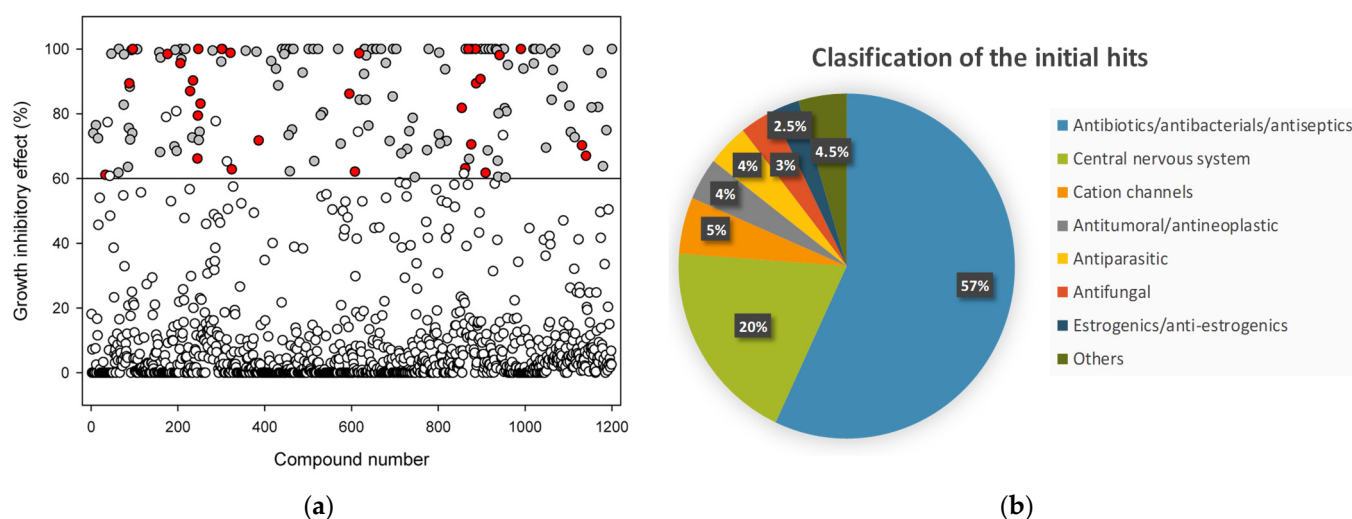 Growth inhibitory effect (%)
100
80
60
40
20
0
0 200 400 600 800 1000 1200
Compound number
(a)
Clasification of the initial hits
2.5%
4.5%
4%
3%
4%
5%
57%
20%
Antibiotics/antibacterials/antiseptics
Central nervous system
Cation channels
Antitumoral/antineoplastic
Antiparasitic
Antifungal
Estrogenics/anti-estrogenics
Others
(b)